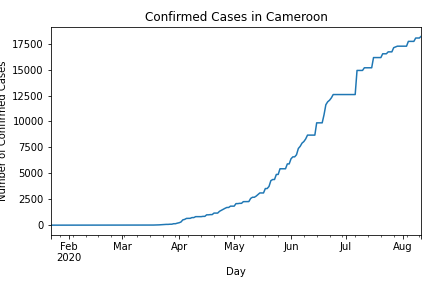 Confirmed Cases in Cameroon
17500
15000
12500
10000
7500
5000
2500
0
Number of Confirmed Cases
Feb
2020
Mar
Apr
May
Jun
Jul
Aug
Day